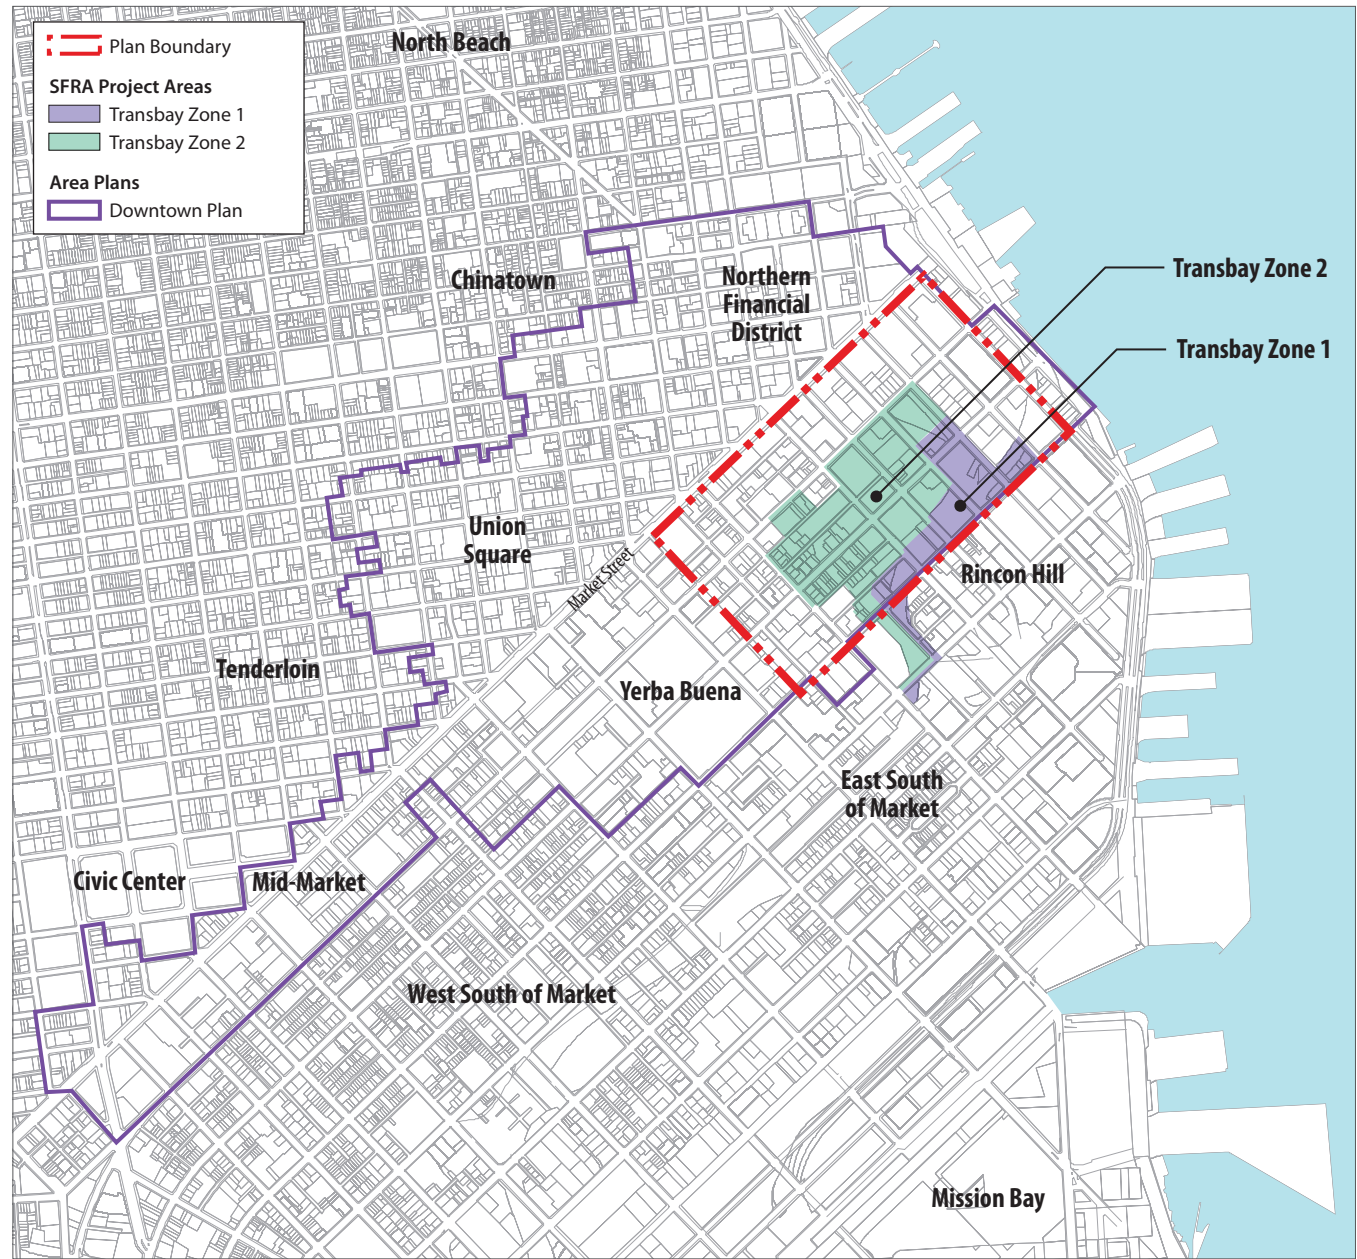 Plan Boundary
SFRA Project Areas
Transbay Zone 1
Transbay Zone 2
Area Plans
Downtown Plan
North Beach
Chinatown
Northern
Financial
District
Transbay Zone 2
Transbay Zone 1
Union
Square
Market Street
Rincon Hill
Tenderloin
Yerba Buena
East South
of Market
Civic Center
Mid-Market
West South of Market
Mission Bay